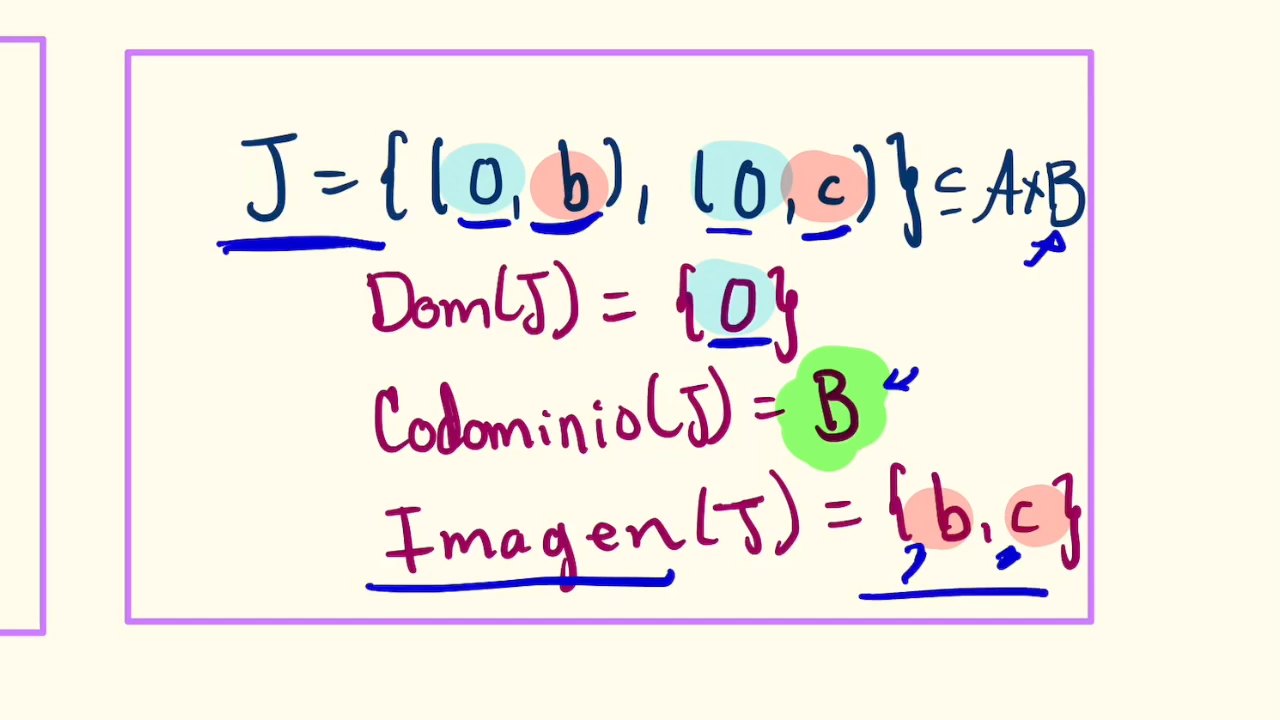 J = {(0, b), (0, c)} ⊆ A×B
Dom(J) = {0}
Codominio(J) = B
Imagen(J) = {b, c}